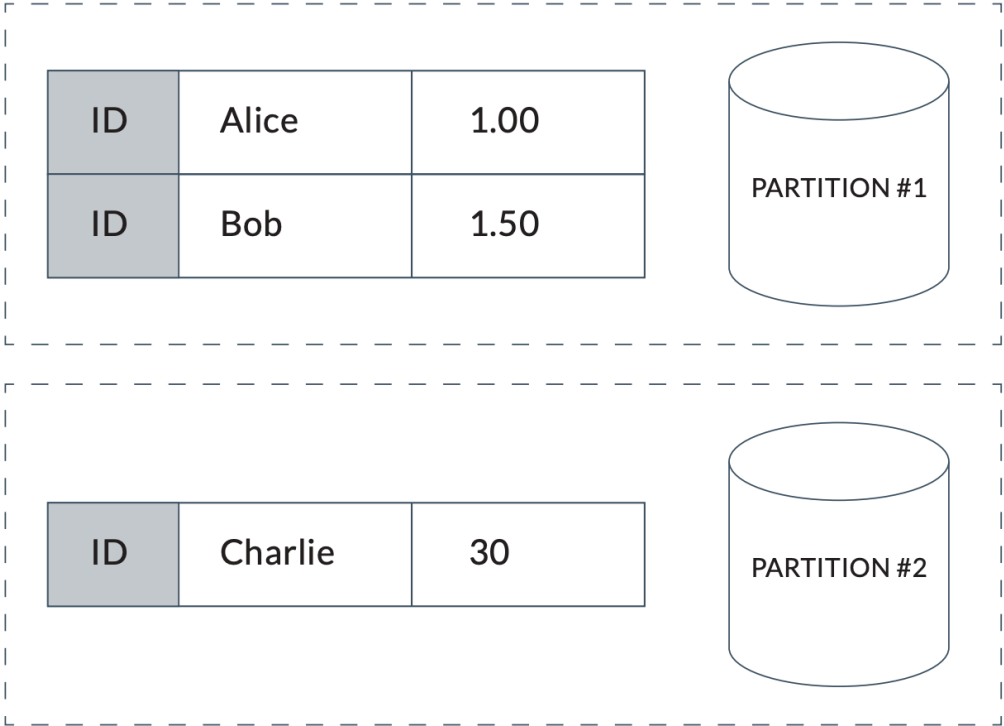 ID Alice 1.00
ID Bob 1.50
PARTITION #1
ID Charlie 30
PARTITION #2